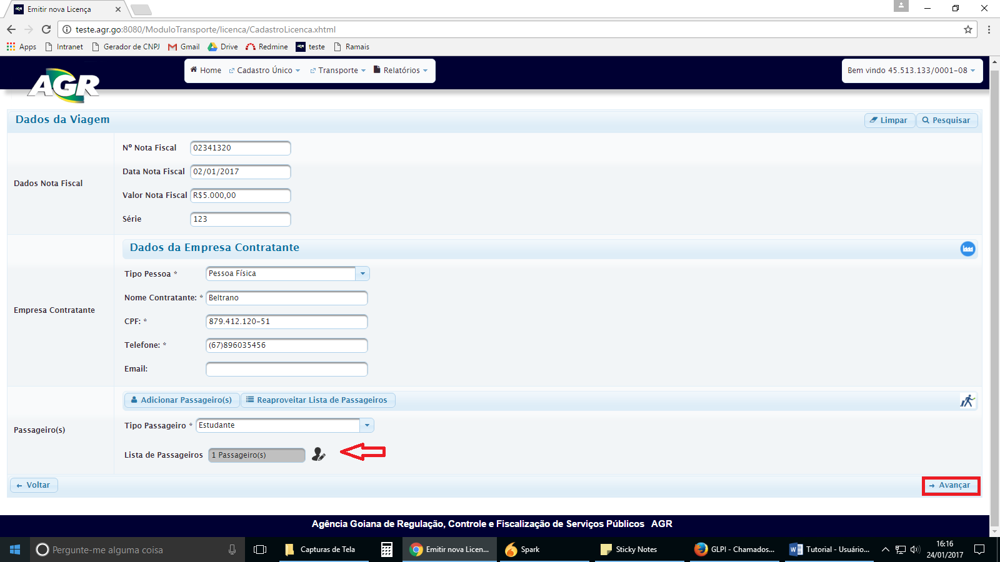 AGR Emitir nova Licença
teste.agr.go:8080/ModuloTransporte/licenca/CadastroLicenca.xhtml
Apps Intranet Gerador de CNPJ Gmail Drive Redmine AGR teste Ramais
AGR
Home Cadastro Único Transporte Relatórios
Bem vindo 45.513.133/0001-08
Dados da Viagem
Limpar Pesquisar
Dados Nota Fiscal
Nº Nota Fiscal 02341320
Data Nota Fiscal 02/01/2017
Valor Nota Fiscal R$5.000,00
Série 123
Empresa Contratante
Dados da Empresa Contratante
Tipo Pessoa * Pessoa Física
Nome Contratante: * Beltrano
CPF: * 879.412.120-51
Telefone: * (67)896035456
Email:
Passageiro(s)
Adicionar Passageiro(s) Reaproveitar Lista de Passageiros
Tipo Passageiro * Estudante
Lista de Passageiros 1 Passageiro(s)
Voltar
Avançar
Agência Goiana de Regulação, Controle e Fiscalização de Serviços Públicos AGR
Pergunte-me alguma coisa
Capturas de Tela
Emitir nova Licen...
Spark
Sticky Notes
GLPI - Chamados...
Tutorial - Usuário...
16:16
24/01/2017